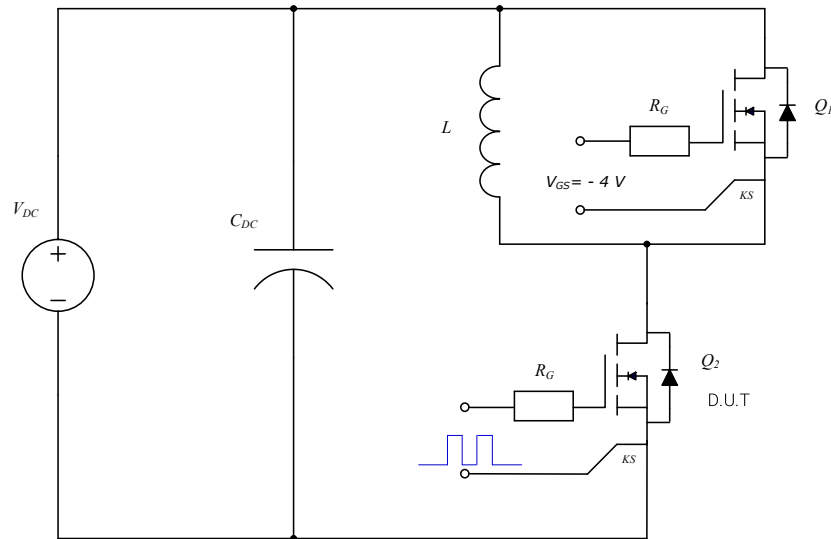 R_G
Q_1
L
V_GS= - 4 V
KS
V_DC
C_DC
+
−
R_G
Q_2
D.U.T
KS